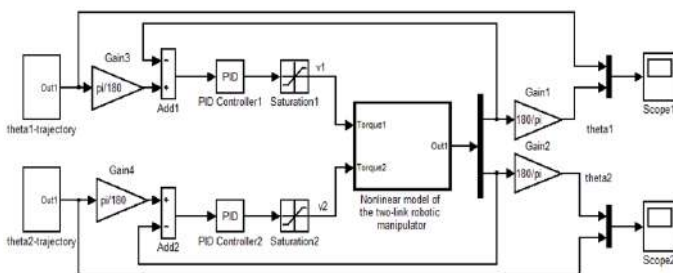 Gain3
Out1
pi/180
theta1-trajectory
Add1
PID
PID Controller1
Saturation1
v1
Torque1
Torque2
Out1
Nonlinear model of
the two-link robotic
manipulator
Gain1
180/pi
theta1
Scope1
Gain2
180/pi
theta2
Scope2
Gain4
Out1
pi/180
theta2-trajectory
Add2
PID
PID Controller2
Saturation2
v2